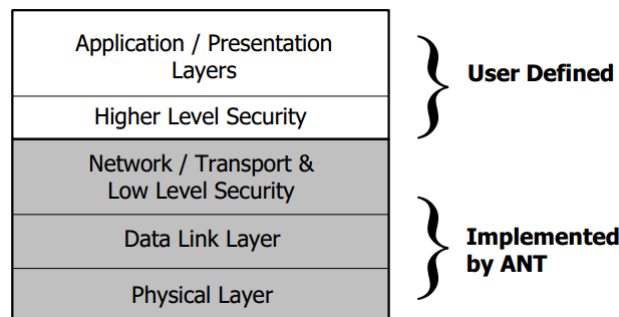 Application / Presentation
Layers
User Defined
Higher Level Security
Network / Transport &
Low Level Security
Data Link Layer
Implemented
by ANT
Physical Layer